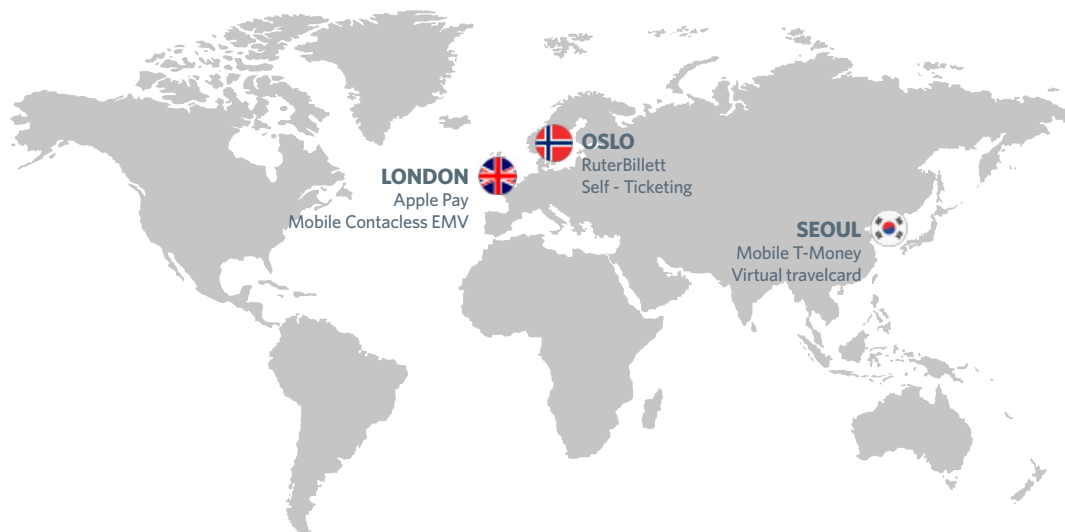 OSLO
RuterBillett
Self - Ticketing
LONDON
Apple Pay
Mobile Contacless EMV
SEOUL
Mobile T-Money
Virtual travelcard